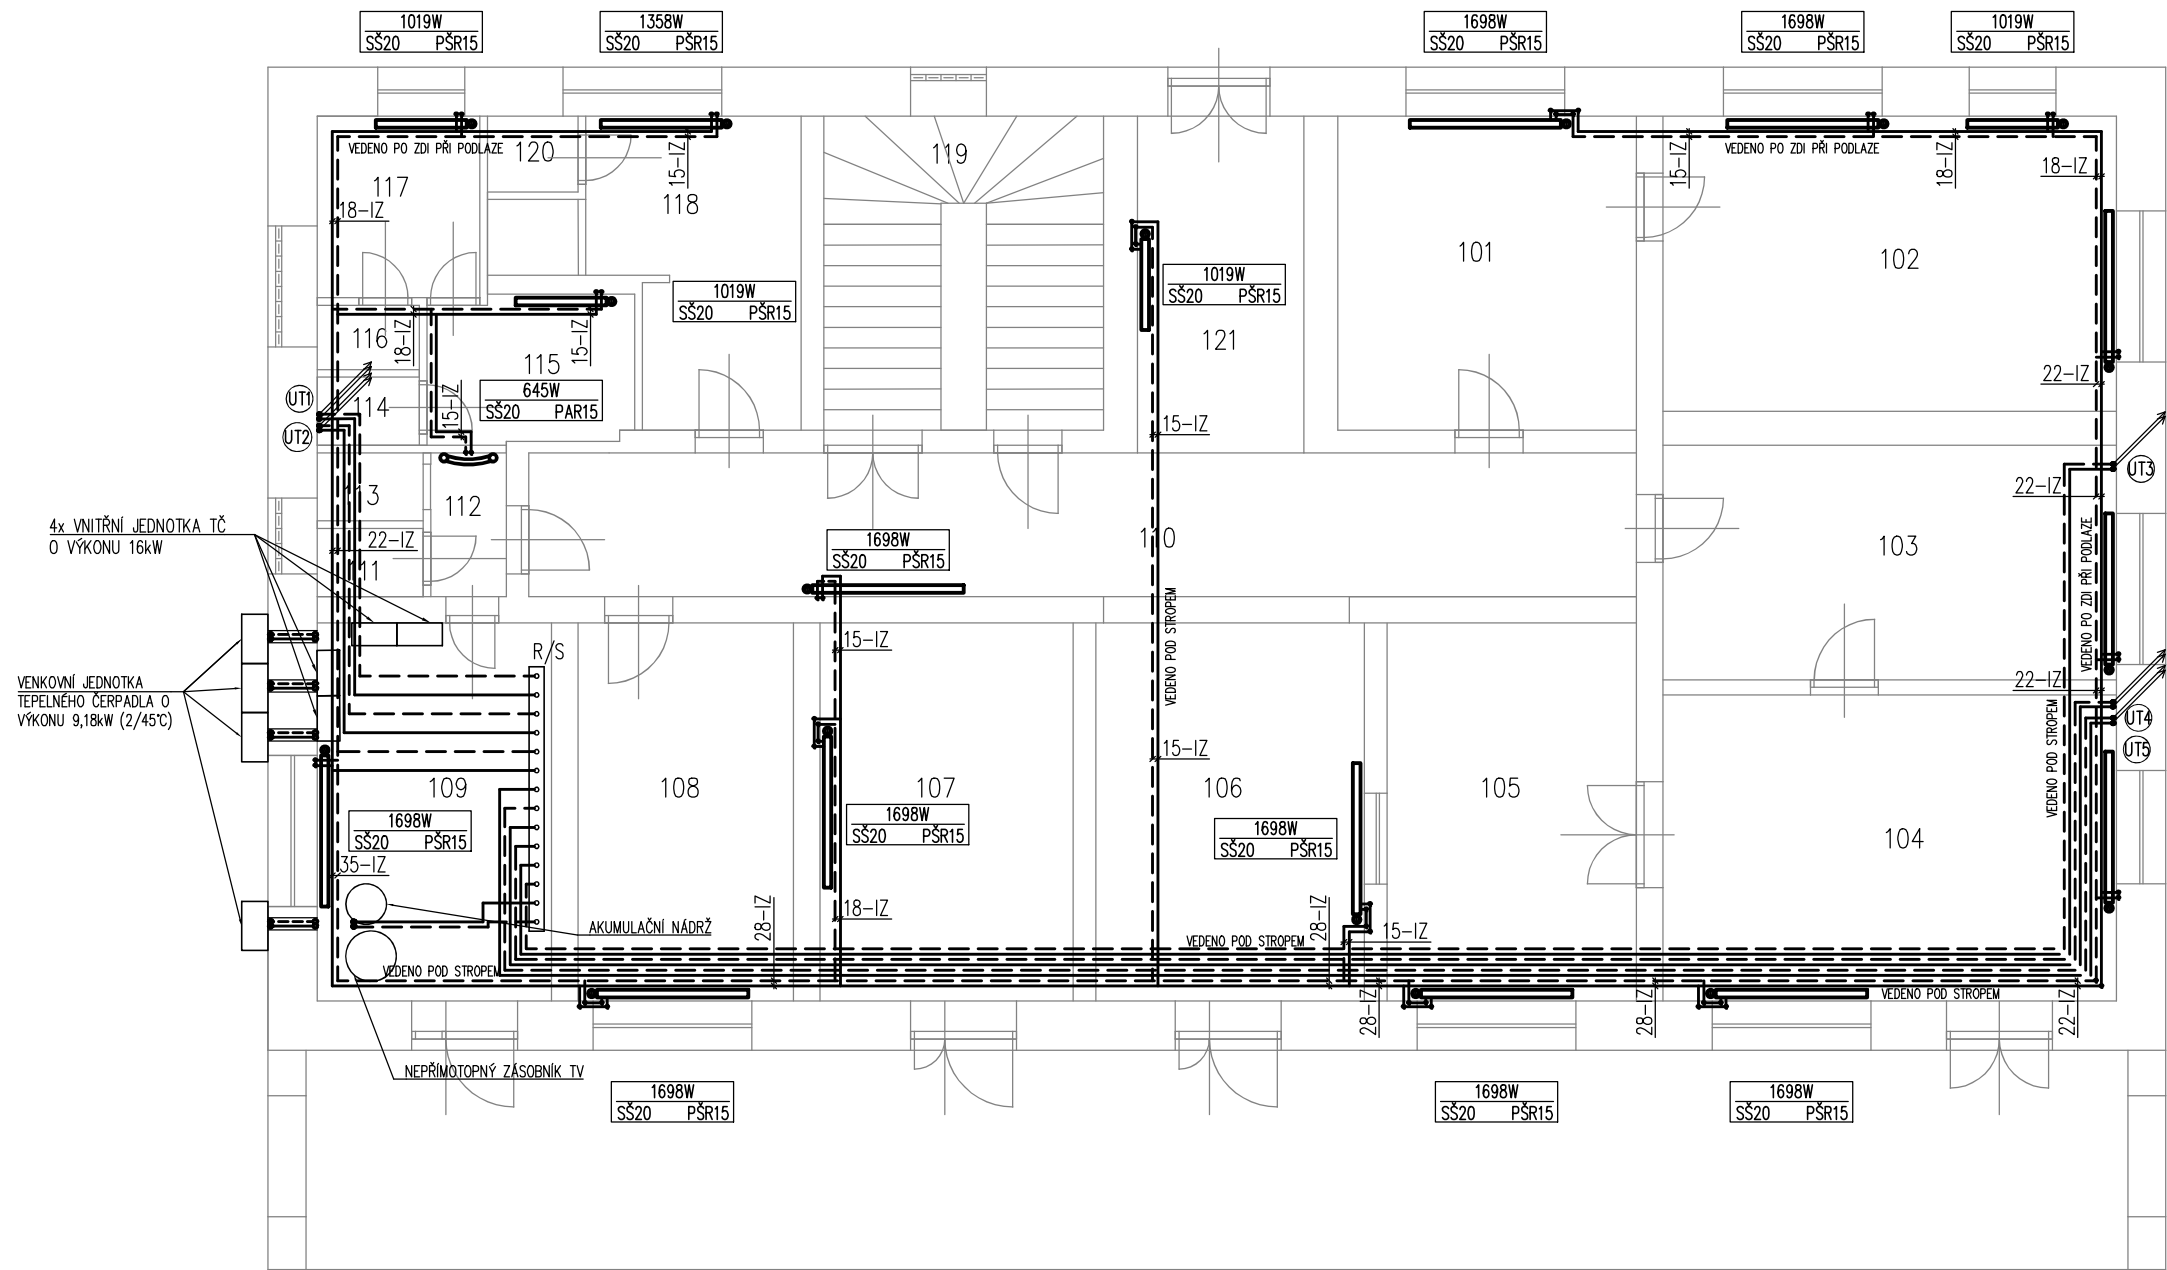 1019W
SŠ20 PŠR15
1358W
SŠ20 PŠR15
1698W
SŠ20 PŠR15
1698W
SŠ20 PŠR15
1019W
SŠ20 PŠR15
VEDENO PO ZDI PŘI PODLAZE
120
119
15-IZ
VEDENO PO ZDI PŘI PODLAZE
15-IZ
18-IZ
18-IZ
117
18-IZ
118
101
102
1019W
SŠ20 PŠR15
1019W
SŠ20 PŠR15
116
18-IZ
15-IZ
115
121
22-IZ
UT1
114
15-IZ
645W
SŠ20 PAR15
UT2
15-IZ
UT3
113
112
22-IZ
4x VNITŘNÍ JEDNOTKA TČ
O VÝKONU 16kW
22-IZ
111
1698W
SŠ20 PŠR15
110
103
VEDENO PO ZDI PŘI PODLAZE
VEDENO POD STROPEM
15-IZ
R/S
VENKOVNÍ JEDNOTKA
TEPELNÉHO ČERPADLA O
VÝKONU 9,18kW (2/45°C)
22-IZ
UT4
UT5
15-IZ
VEDENO POD STROPEM
109
108
107
106
105
104
1698W
SŠ20 PŠR15
1698W
SŠ20 PŠR15
1698W
SŠ20 PŠR15
35-IZ
AKUMULAČNÍ NÁDRŽ
28-IZ
18-IZ
VEDENO POD STROPEM
28-IZ
15-IZ
VEDENO POD STROPEM
28-IZ
28-IZ
VEDENO POD STROPEM
22-IZ
NEPŘÍMOTOPNÝ ZÁSOBNÍK TV
1698W
SŠ20 PŠR15
1698W
SŠ20 PŠR15
1698W
SŠ20 PŠR15